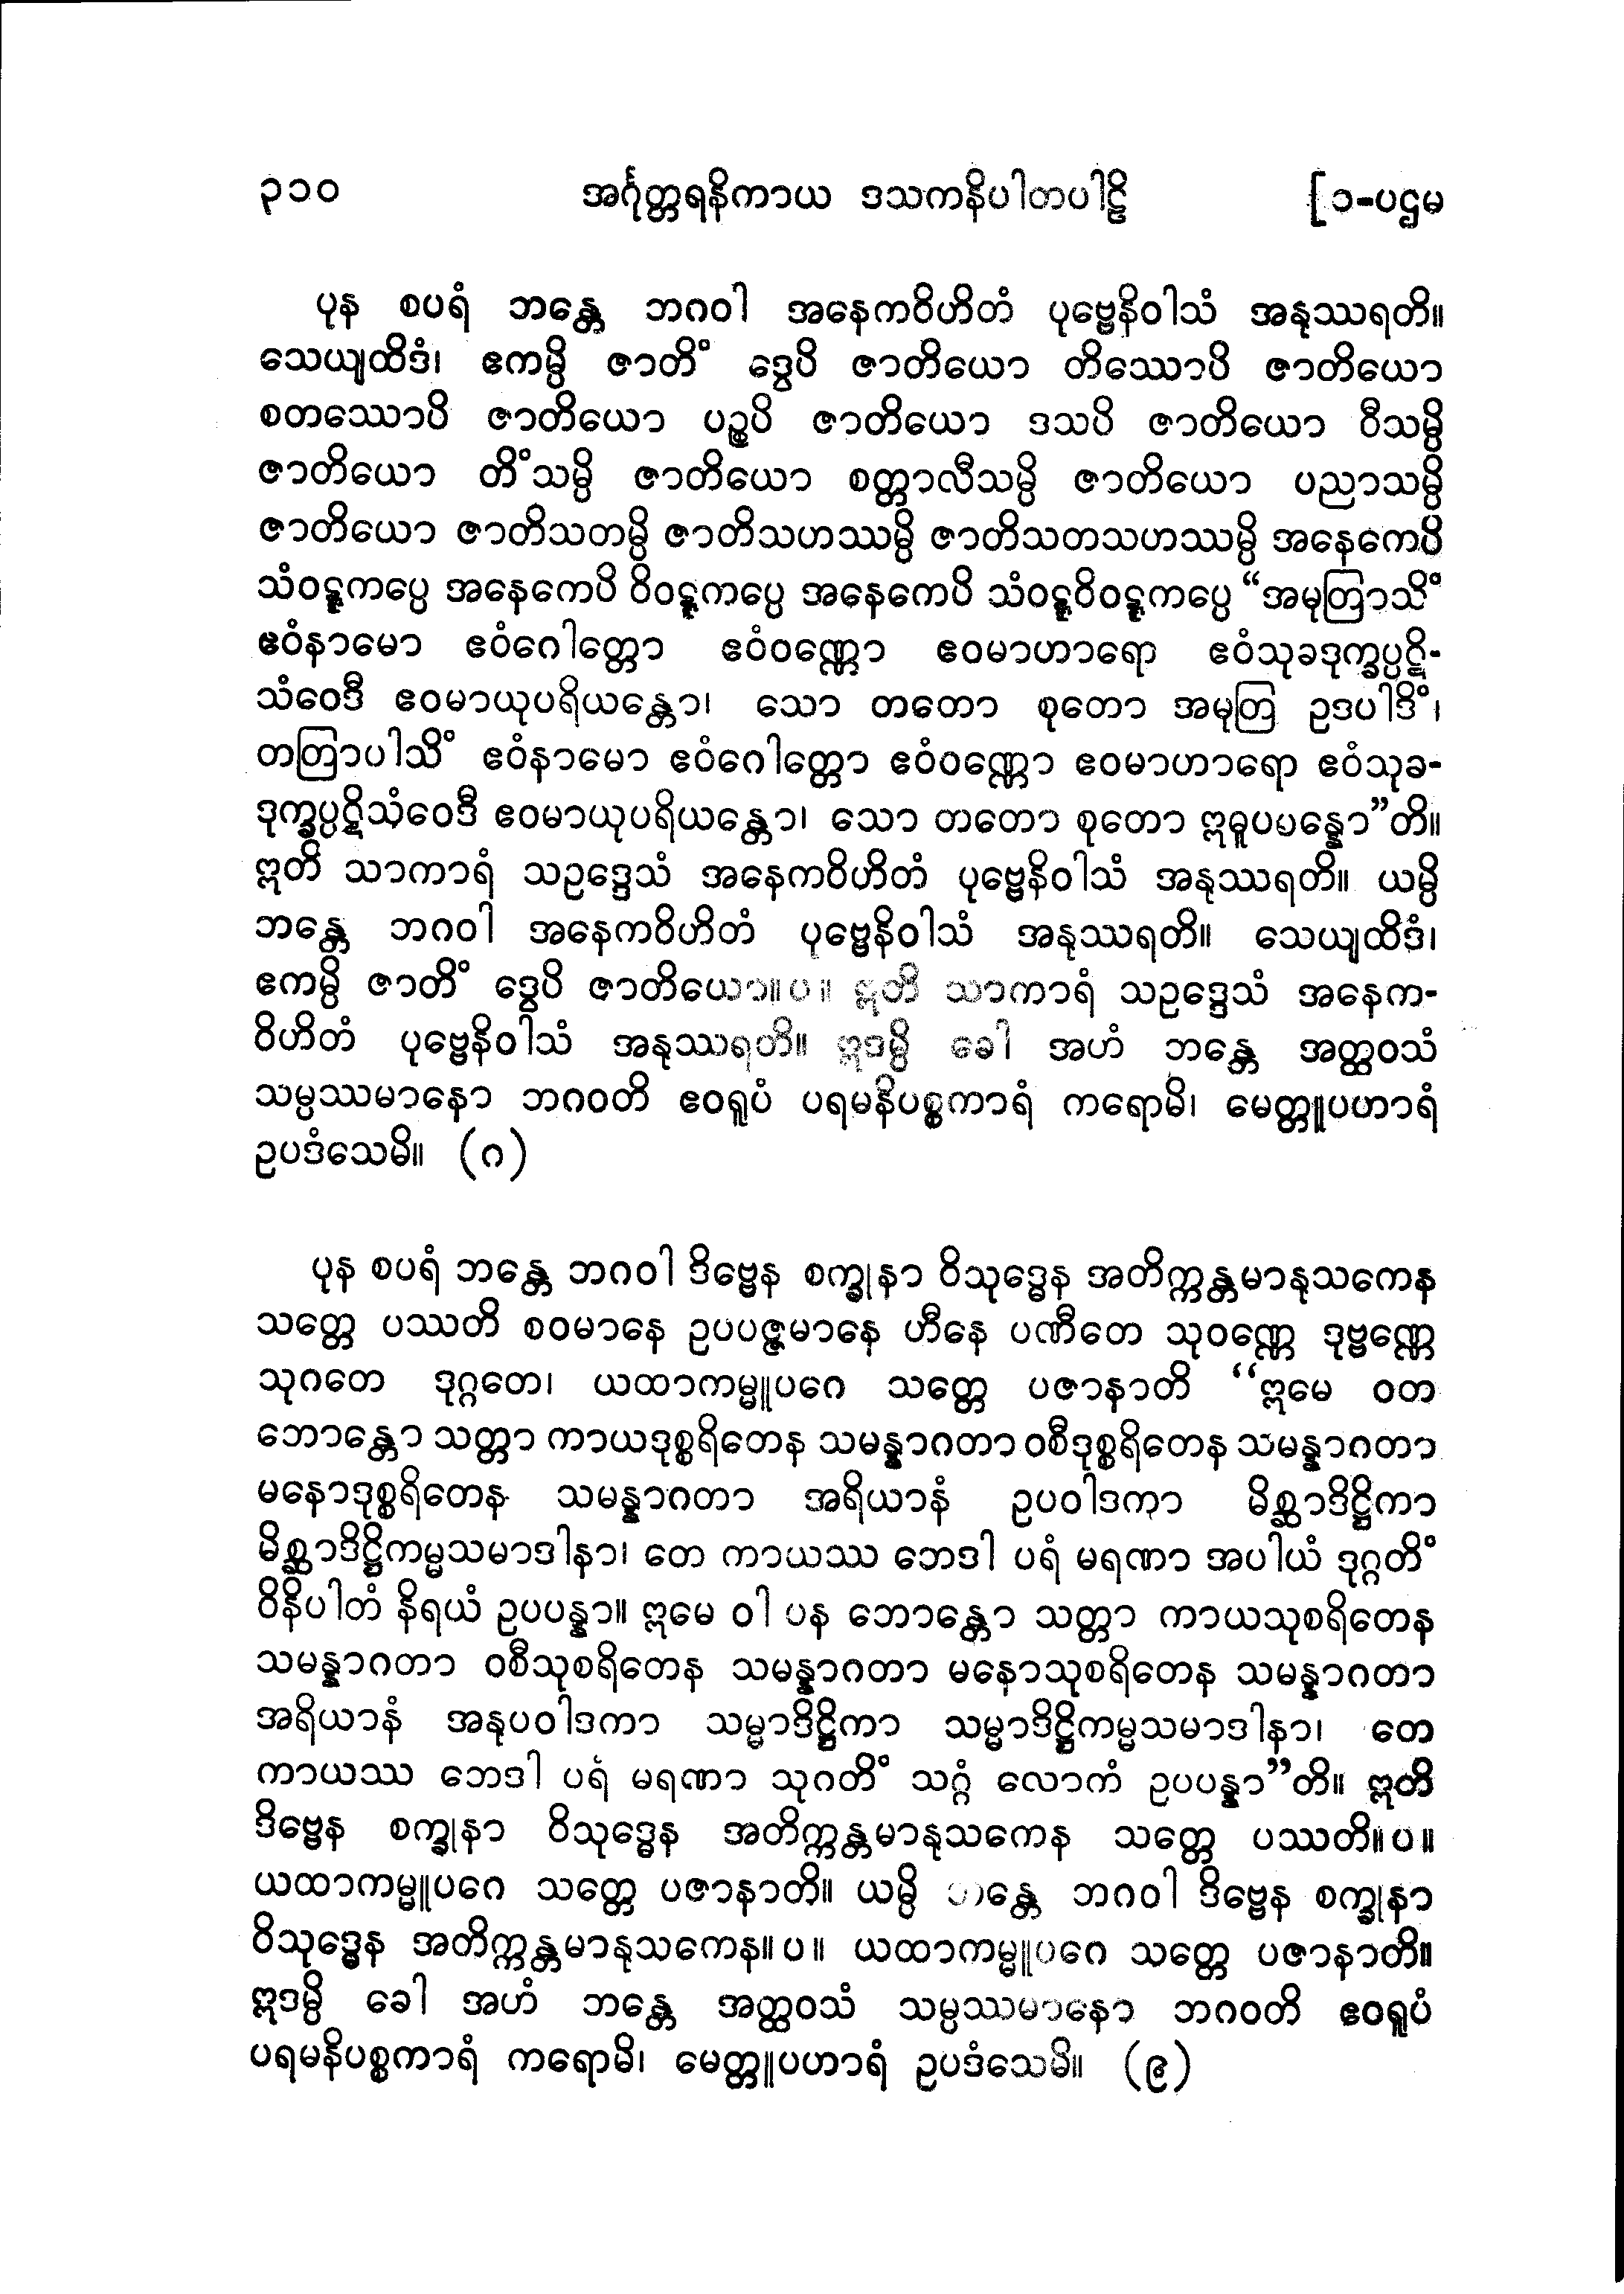 ၃၁၀ အင်္ဂုတ္တရနိကာယ ဒသကနိပါတပါဠိ [၁-ပဌမ
ပုန စပရံ ဘန္တေ ဘဂဝါ အနေကဝိဟိတံ ပုဗ္ဗေနိဝါသံ အနုဿရတိ။
သေယျထိဒံ၊ ဧကမ္ပိ ဇာတိံ ဒွေပိ ဇာတိယော တိဿောပိ ဇာတိယော
စတဿောပိ ဇာတိယော ပဉ္စပိ ဇာတိယော ဒသပိ ဇာတိယော ဝီသမ္ပိ
ဇာတိယော တိံသမ္ပိ ဇာတိယော စတ္တာလီသမ္ပိ ဇာတိယော ပညာသမ္ပိ
ဇာတိယော ဇာတိသတမ္ပိ ဇာတိသဟဿမ္ပိ ဇာတိသတသဟဿမ္ပိ အနေကေပိ
သံဝဋ္ဋကပ္ပေ အနေကေပိ ဝိဝဋ္ဋကပ္ပေ အနေကေပိ သံဝဋ္ဋဝိဝဋ္ဋကပ္ပေ “အမုတြာသိံ
ဧဝံနာမော ဧဝံဂေါတ္တော ဧဝံဝဏ္ဏော ဧဝမာဟာရော ဧဝံသုခဒုက္ခပ္ပဋိ-
သံဝေဒီ ဧဝမာယုပရိယန္တော၊ သော တတော စုတော အမုတြ ဥဒပါဒိံ၊
တတြာပါသိံ ဧဝံနာမော ဧဝံဂေါတ္တော ဧဝံဝဏ္ဏော ဧဝမာဟာရော ဧဝံသုခ-
ဒုက္ခပ္ပဋိသံဝေဒီ ဧဝမာယုပရိယန္တော၊ သော တတော စုတော ဣဓူပပန္နော”တိ။
ဣတိ သာကာရံ သဥဒ္ဒေသံ အနေကဝိဟိတံ ပုဗ္ဗေနိဝါသံ အနုဿရတိ။ ယမ္ပိ
ဘန္တေ ဘဂဝါ အနေကဝိဟိတံ ပုဗ္ဗေနိဝါသံ အနုဿရတိ။ သေယျထိဒံ၊
ဧကမ္ပိ ဇာတိံ ဒွေပိ ဇာတိယော။ပ။ ဣတိ သာကာရံ သဥဒ္ဒေသံ အနေက-
ဝိဟိတံ ပုဗ္ဗေနိဝါသံ အနုဿရတိ။ ဣဒမ္ပိ ခေါ အဟံ ဘန္တေ အတ္ထဝသံ
သမ္ပဿမာနော ဘဂဝတိ ဧဝရူပံ ပရမနိပစ္စကာရံ ကရောမိ၊ မေတ္တူပဟာရံ
ဥပဒံသေမိ။ (ဂ)
ပုန စပရံ ဘန္တေ ဘဂဝါ ဒိဗ္ဗေန စက္ခုနာ ဝိသုဒ္ဓေန အတိက္ကန္တမာနုသကေန
သတ္တေ ပဿတိ စဝမာနေ ဥပပဇ္ဇမာနေ ဟီနေ ပဏီတေ သုဝဏ္ဏေ ဒုဗ္ဗဏ္ဏေ
သုဂတေ ဒုဂ္ဂတေ၊ ယထာကမ္မူပဂေ သတ္တေ ပဇာနာတိ “ဣမေ ဝတ
ဘောန္တော သတ္တာ ကာယဒုစ္စရိတေန သမန္နာဂတာ ဝစီဒုစ္စရိတေန သမန္နာဂတာ
မနောဒုစ္စရိတေန သမန္နာဂတာ အရိယာနံ ဥပဝါဒကာ မိစ္ဆာဒိဋ္ဌိကာ
မိစ္ဆာဒိဋ္ဌိကမ္မသမာဒါနာ၊ တေ ကာယဿ ဘေဒါ ပရံ မရဏာ အပါယံ ဒုဂ္ဂတိံ
ဝိနိပါတံ နိရယံ ဥပပန္နာ။ ဣမေ ဝါ ပန ဘောန္တော သတ္တာ ကာယသုစရိတေန
သမန္နာဂတာ ဝစီသုစရိတေန သမန္နာဂတာ မနောသုစရိတေန သမန္နာဂတာ
အရိယာနံ အနုပဝါဒကာ သမ္မာဒိဋ္ဌိကာ သမ္မာဒိဋ္ဌိကမ္မသမာဒါနာ၊ တေ
ကာယဿ ဘေဒါ ပရံ မရဏာ သုဂတိံ သဂ္ဂံ လောကံ ဥပပန္နာ”တိ။ ဣတိ
ဒိဗ္ဗေန စက္ခုနာ ဝိသုဒ္ဓေန အတိက္ကန္တမာနုသကေန သတ္တေ ပဿတိ။ပ။
ယထာကမ္မူပဂေ သတ္တေ ပဇာနာတိ။ ယမ္ပိ ဘန္တေ ဘဂဝါ ဒိဗ္ဗေန စက္ခုနာ
ဝိသုဒ္ဓေန အတိက္ကန္တမာနုသကေန။ပ။ ယထာကမ္မူပဂေ သတ္တေ ပဇာနာတိ။
ဣဒမ္ပိ ခေါ အဟံ ဘန္တေ အတ္ထဝသံ သမ္ပဿမာနော ဘဂဝတိ ဧဝရူပံ
ပရမနိပစ္စကာရံ ကရောမိ၊ မေတ္တူပဟာရံ ဥပဒံသေမိ။ (၉)